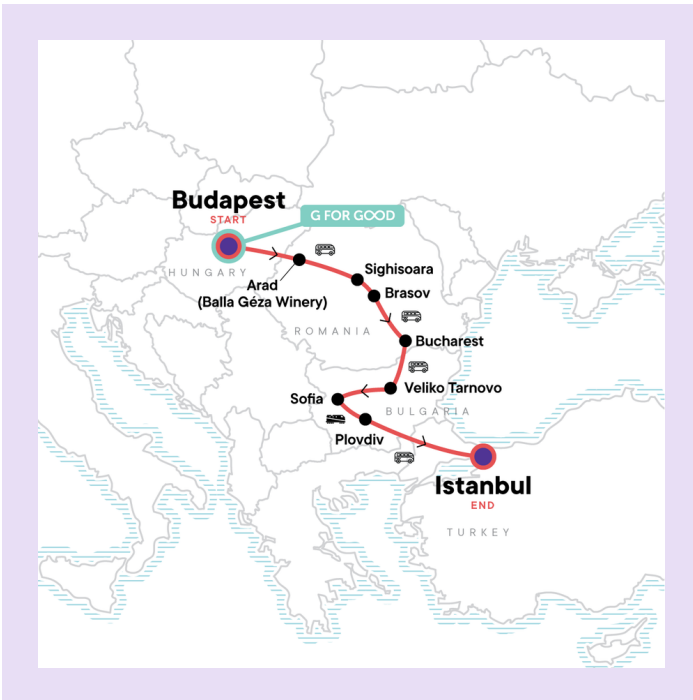 Budapest
START
G FOR GOOD
HUNGARY
Arad
(Balla Géza Winery)
Sighisoara
Brasov
ROMANIA
Bucharest
Veliko Tarnovo
Sofia
BULGARIA
Plovdiv
Istanbul
END
TURKEY